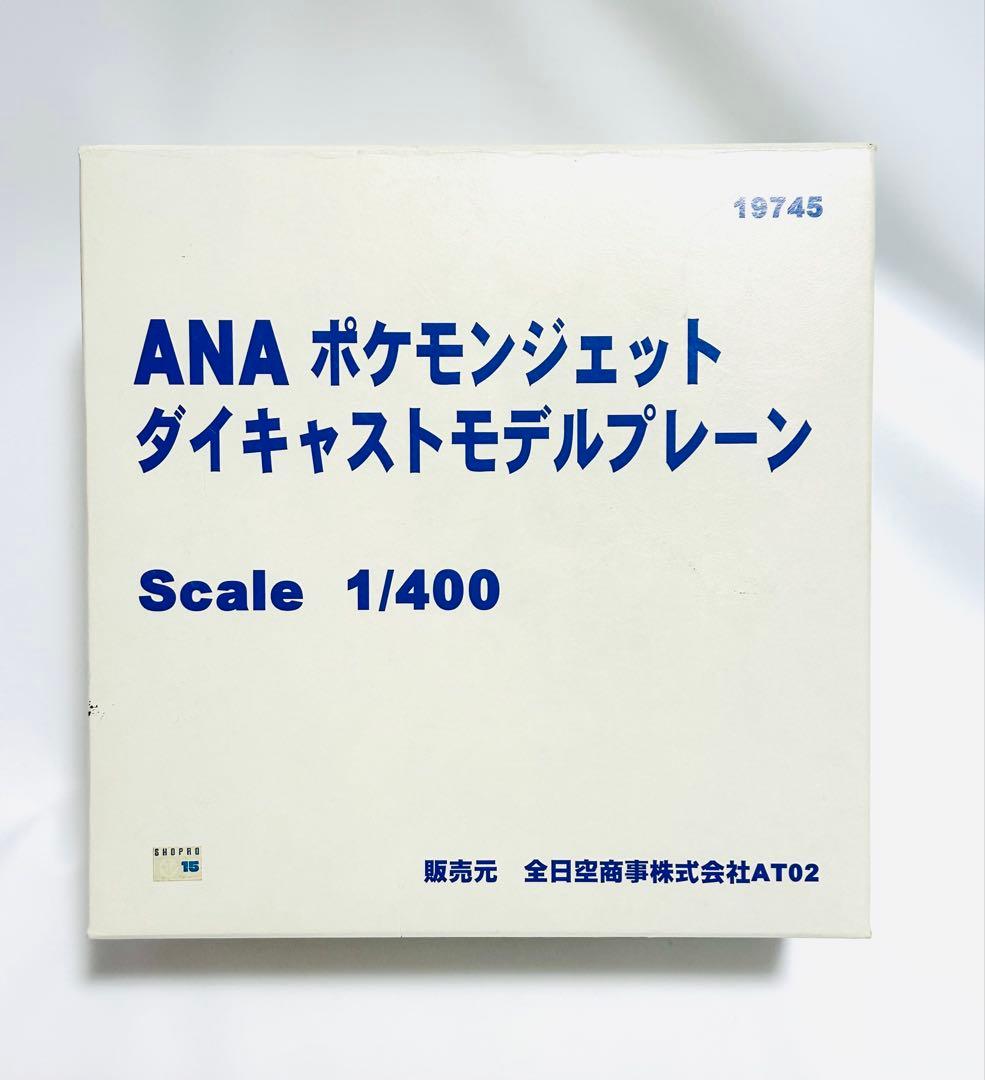 19745
ANA ポケモンジェット
ダイキャストモデルプレーン
Scale 1/400
SHOPRO
15
販売元 全日空商事株式会社AT02